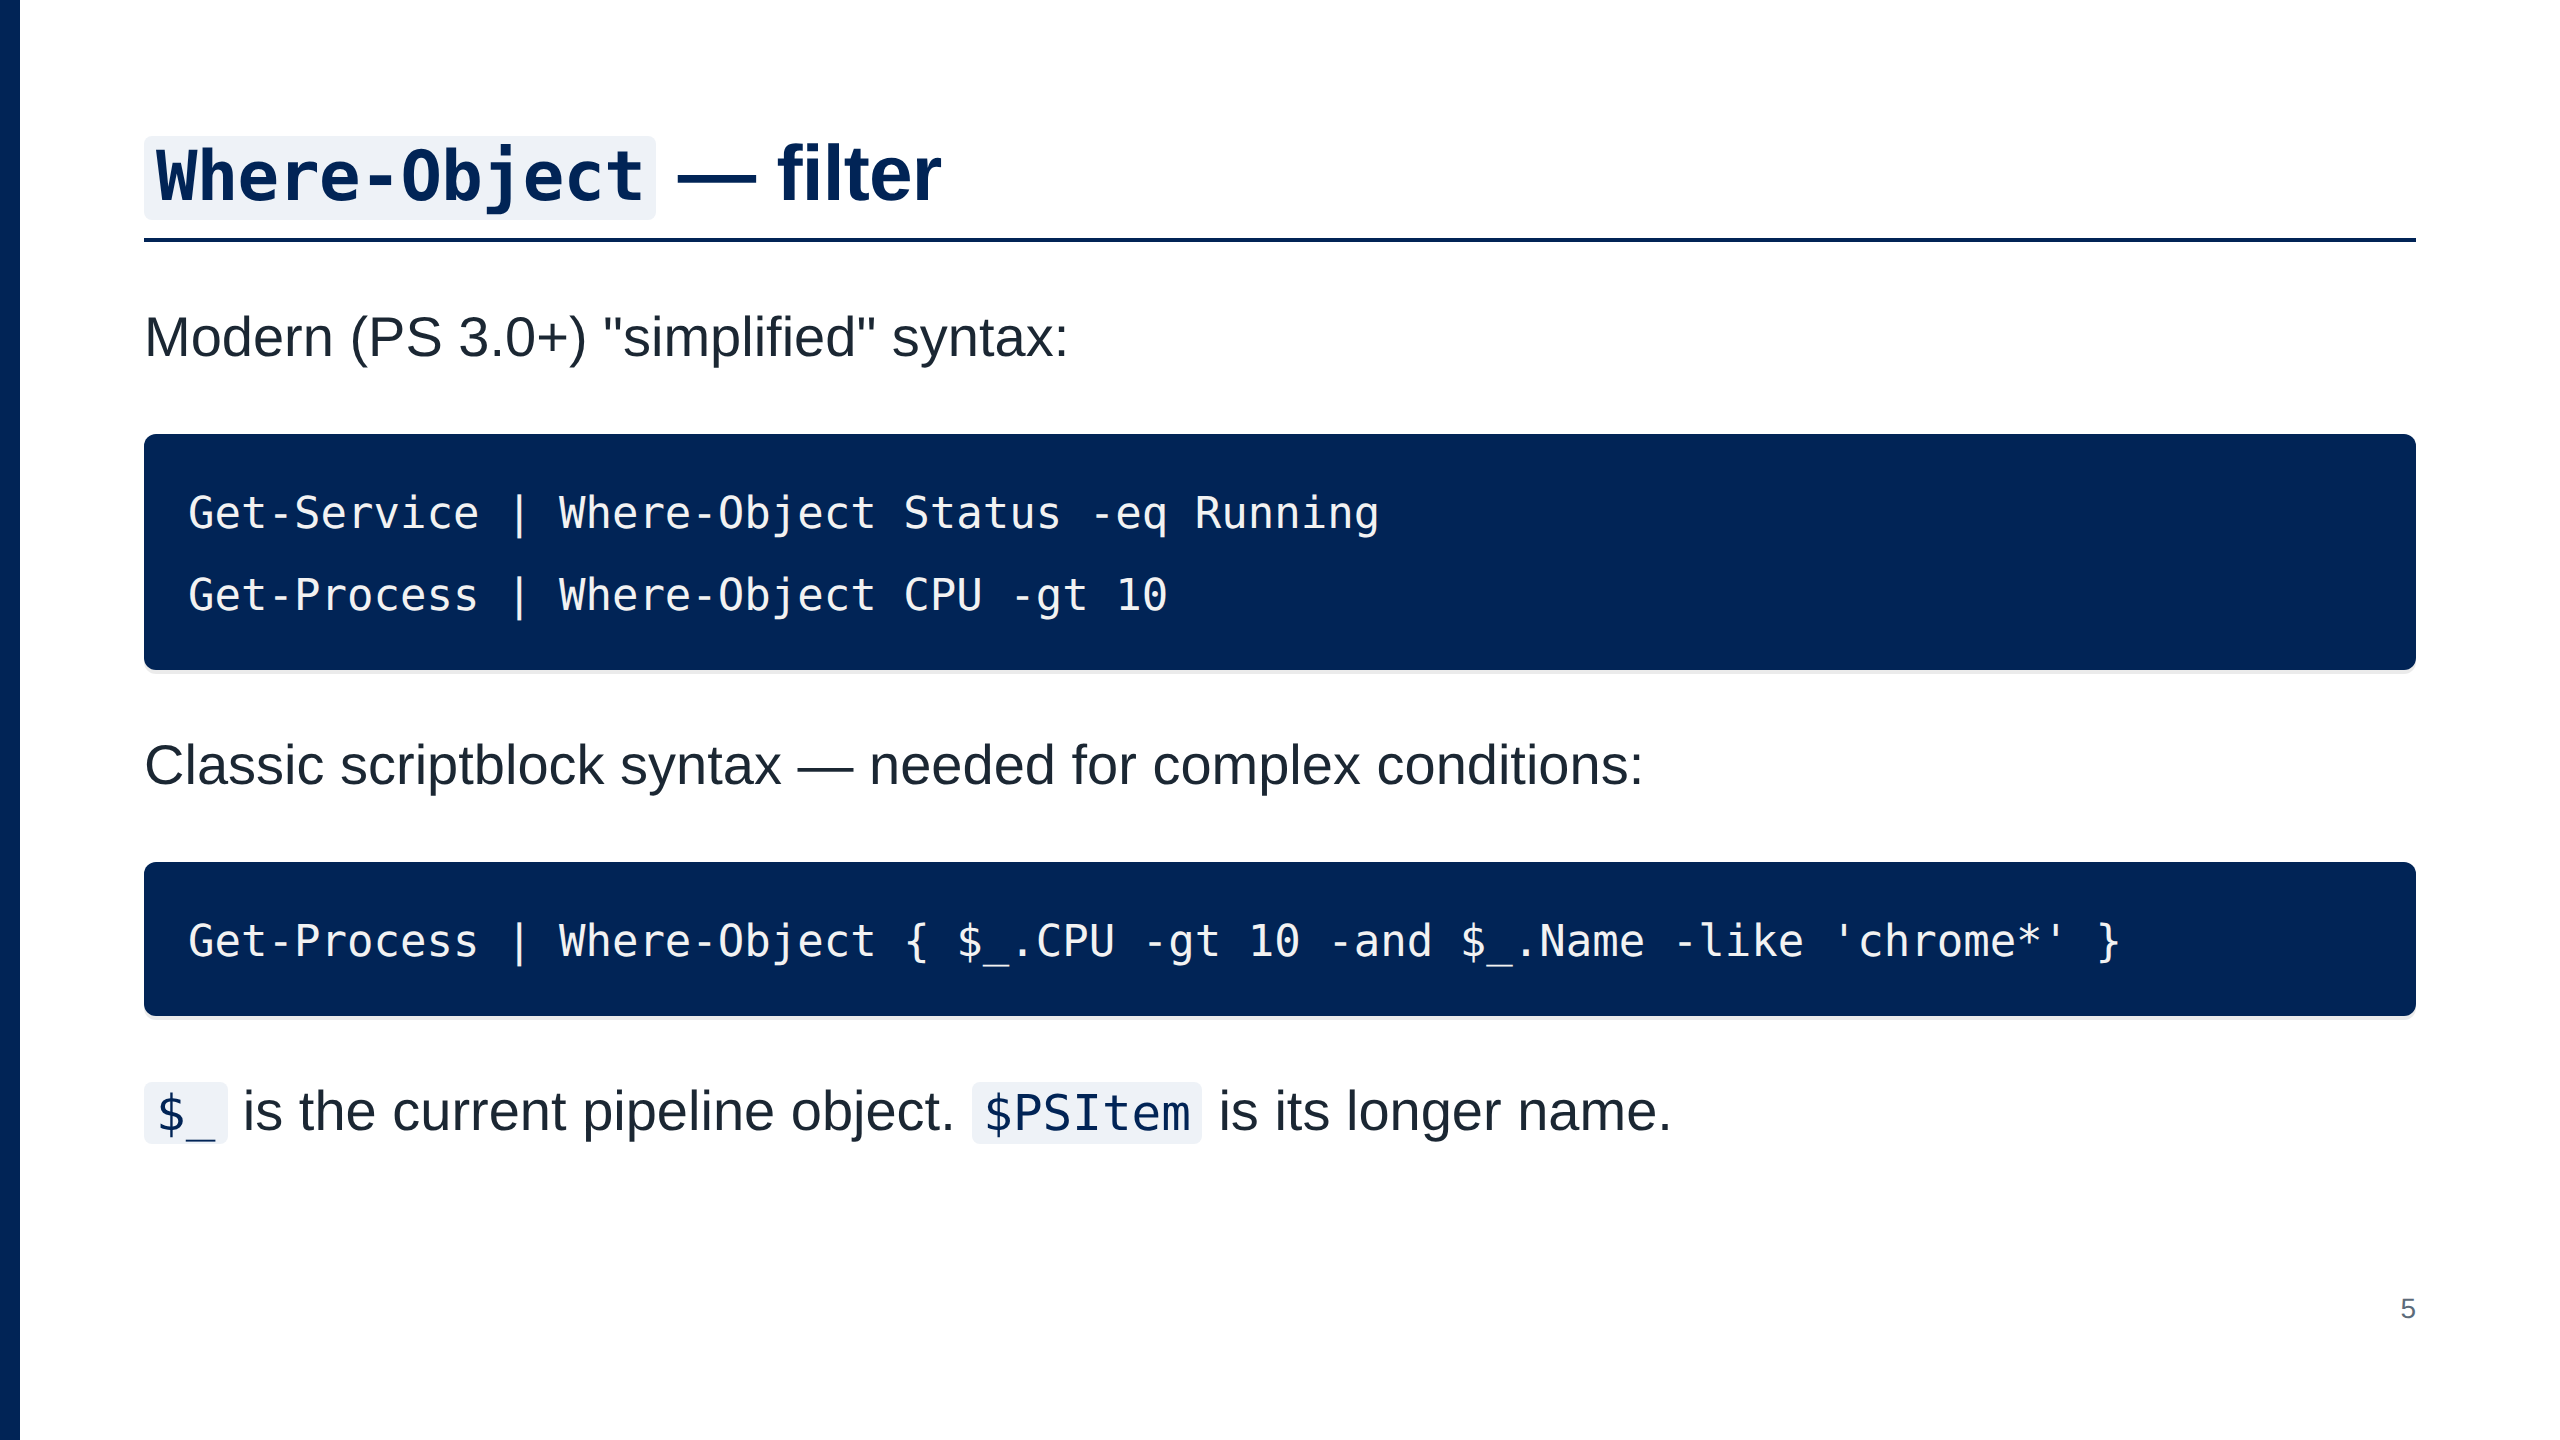 Where-Object — filter
Modern (PS 3.0+) "simplified" syntax:
Get-Service | Where-Object Status -eq Running
Get-Process | Where-Object CPU -gt 10
Classic scriptblock syntax — needed for complex conditions:
Get-Process | Where-Object { $_.CPU -gt 10 -and $_.Name -like 'chrome*' }
$_ is the current pipeline object. $PSItem is its longer name.
5